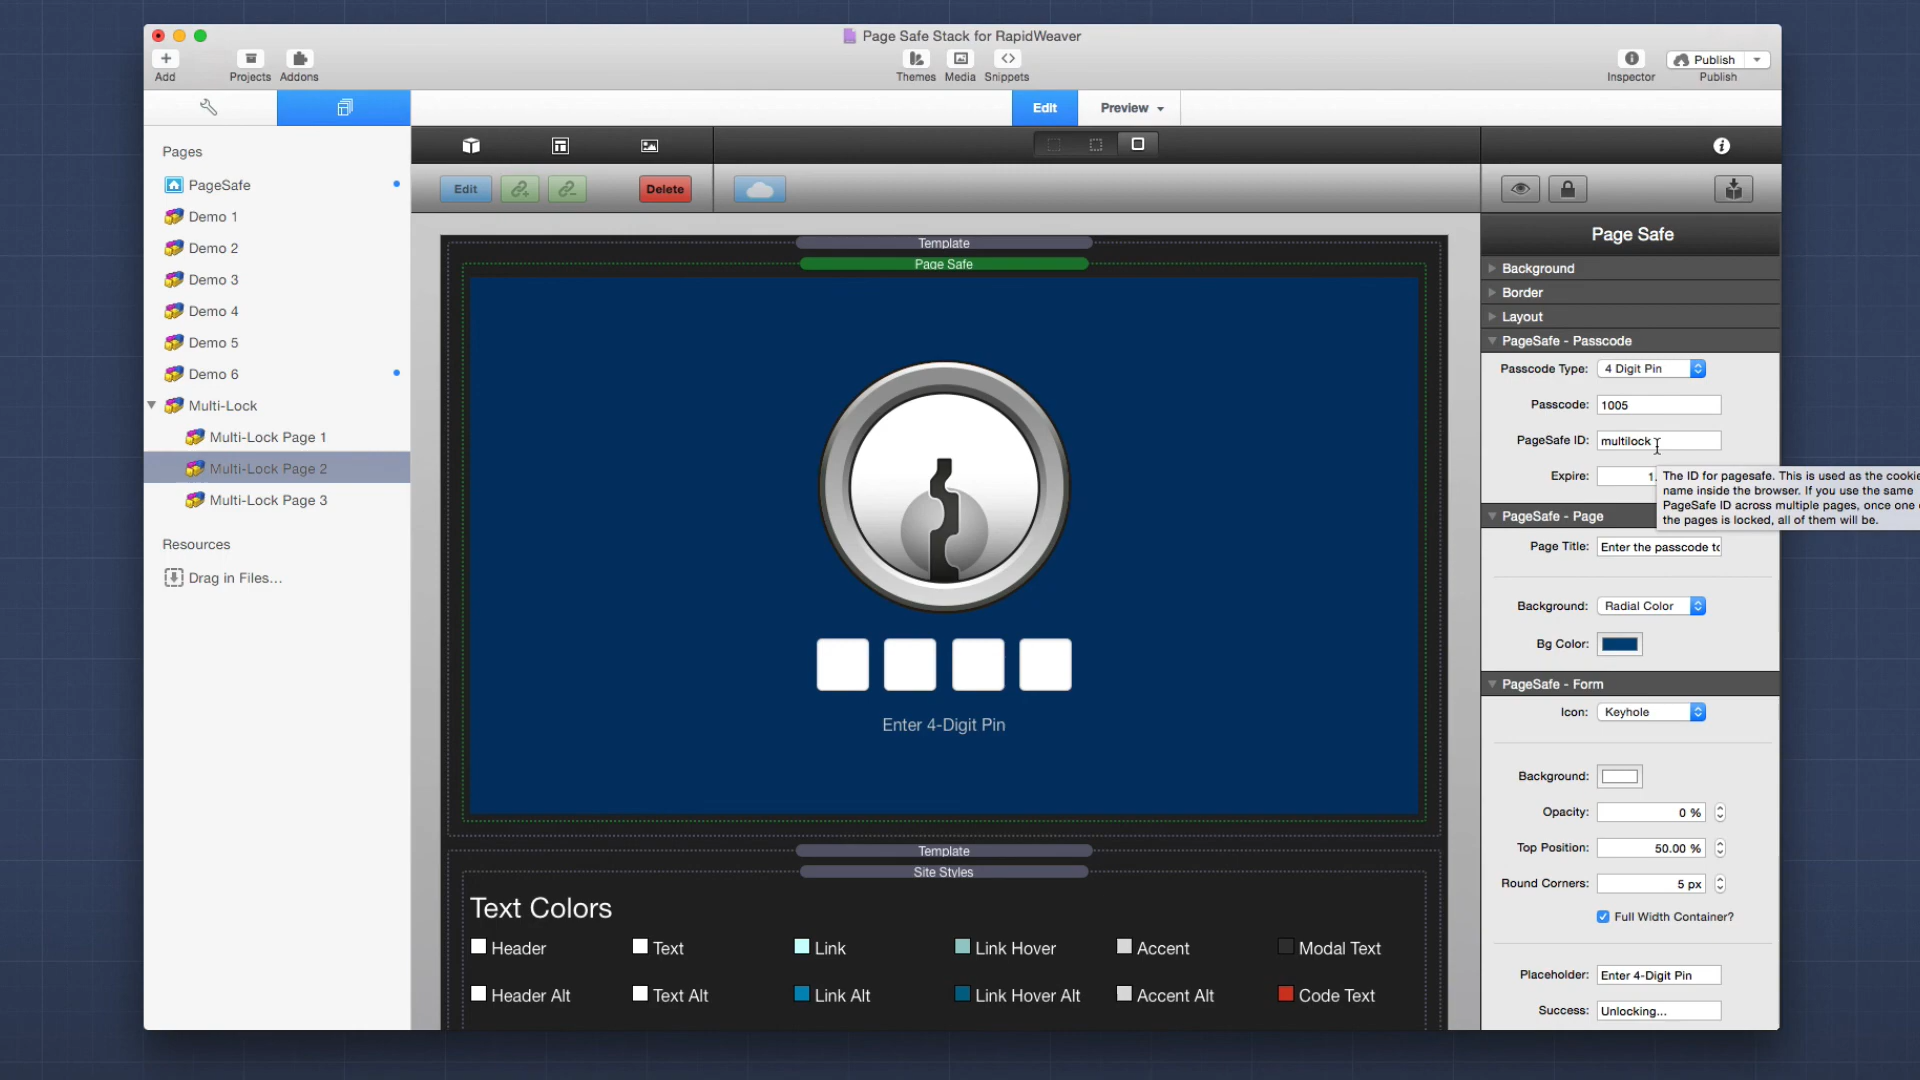 Page Safe Stack for RapidWeaver
Add
Projects
Addons
Themes
Media
Snippets
Inspector
Publish
Publish
Edit
Preview
Pages
PageSafe
Demo 1
Demo 2
Demo 3
Demo 4
Demo 5
Demo 6
Multi-Lock
Multi-Lock Page 1
Multi-Lock Page 2
Multi-Lock Page 3
Resources
Drag in Files...
Edit
Delete
Template
Page Safe
Enter 4-Digit Pin
Template
Site Styles
Text Colors
Header
Text
Link
Link Hover
Accent
Modal Text
Header Alt
Text Alt
Link Alt
Link Hover Alt
Accent Alt
Code Text
Page Safe
Background
Border
Layout
PageSafe - Passcode
Passcode Type: 4 Digit Pin
Passcode: 1005
PageSafe ID: multilock
Expire: 1
The ID for pagesafe. This is used as the cookie
name inside the browser. If you use the same
PageSafe ID across multiple pages, once one
the pages is locked, all of them will be.
PageSafe - Page
Page Title: Enter the passcode to
Background: Radial Color
Bg Color:
PageSafe - Form
Icon: Keyhole
Background:
Opacity: 0 %
Top Position: 50.00 %
Round Corners: 5 px
Full Width Container?
Placeholder: Enter 4-Digit Pin
Success: Unlocking...